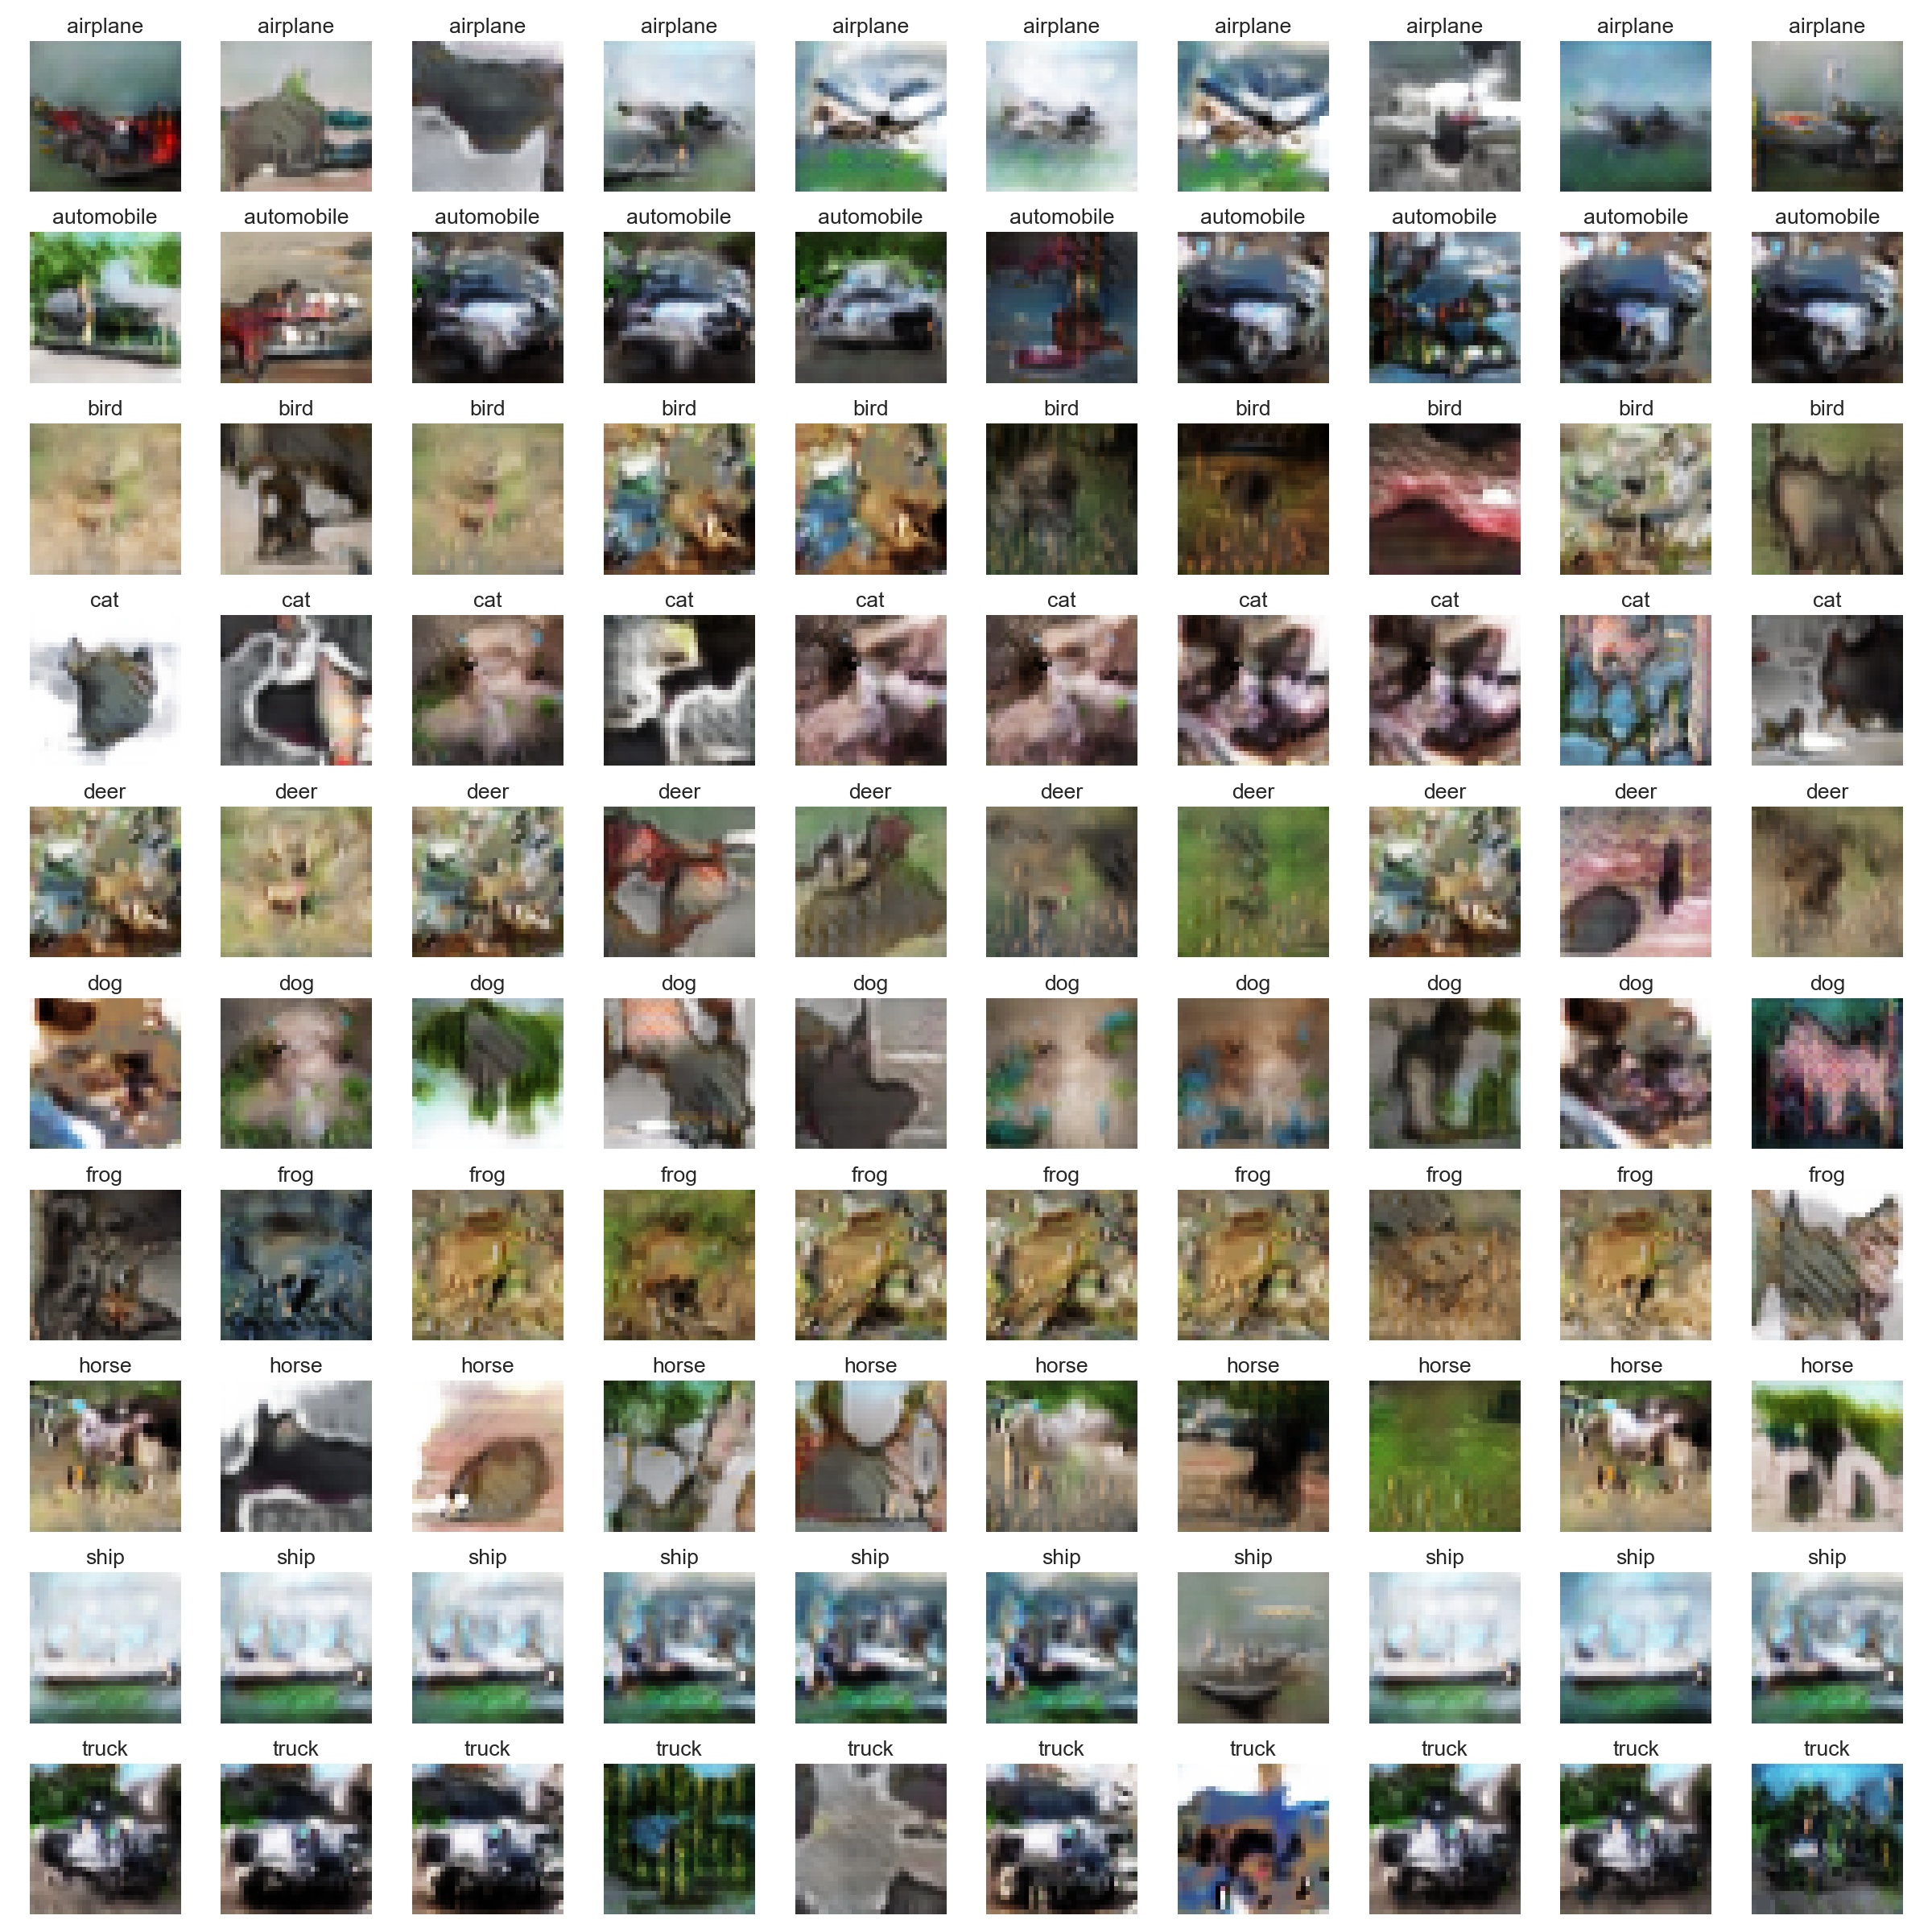 airplane airplane airplane airplane airplane airplane airplane airplane airplane airplane
automobile automobile automobile automobile automobile automobile automobile automobile automobile automobile
bird bird bird bird bird bird bird bird bird bird
cat cat cat cat cat cat cat cat cat cat
deer deer deer deer deer deer deer deer deer deer
dog dog dog dog dog dog dog dog dog dog
frog frog frog frog frog frog frog frog frog frog
horse horse horse horse horse horse horse horse horse horse
ship ship ship ship ship ship ship ship ship ship
truck truck truck truck truck truck truck truck truck truck